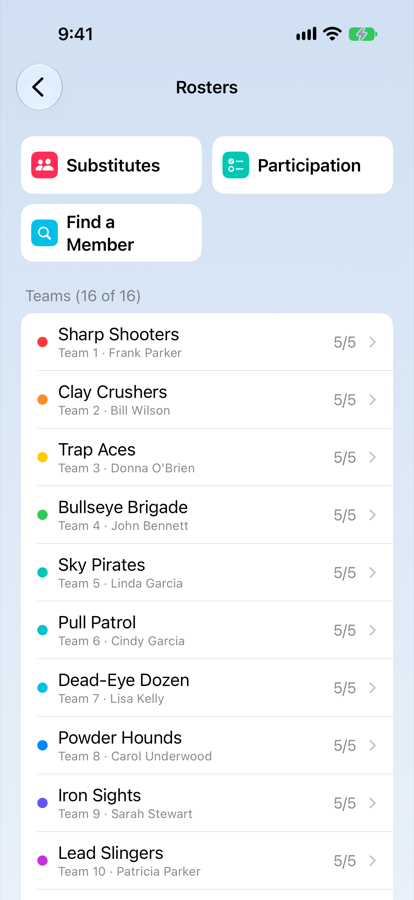 9:41
Rosters
Substitutes
Participation
Find a
Member
Teams (16 of 16)
Sharp Shooters
Team 1 · Frank Parker
5/5
Clay Crushers
Team 2 · Bill Wilson
5/5
Trap Aces
Team 3 · Donna O'Brien
5/5
Bullseye Brigade
Team 4 · John Bennett
5/5
Sky Pirates
Team 5 · Linda Garcia
5/5
Pull Patrol
Team 6 · Cindy Garcia
5/5
Dead-Eye Dozen
Team 7 · Lisa Kelly
5/5
Powder Hounds
Team 8 · Carol Underwood
5/5
Iron Sights
Team 9 · Sarah Stewart
5/5
Lead Slingers
Team 10 · Patricia Parker
5/5